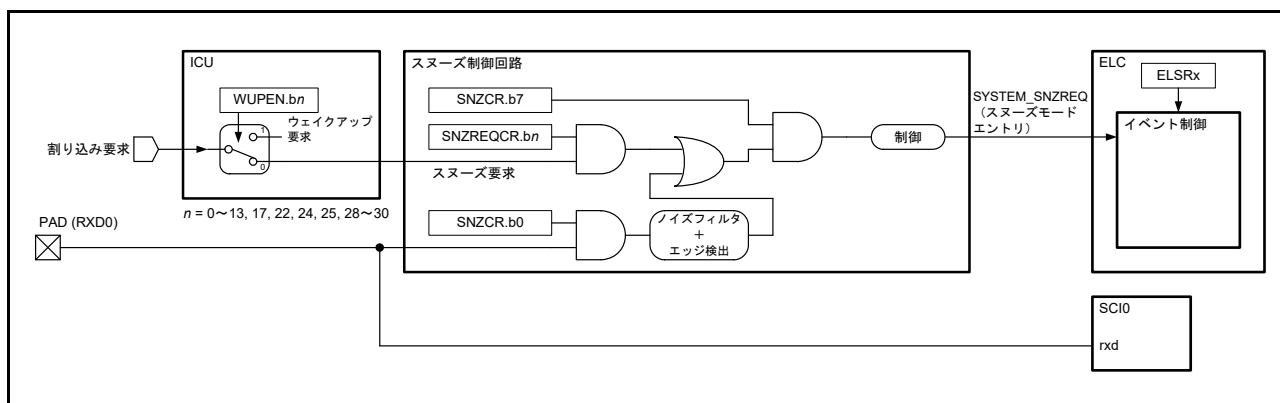 ICU
WUPEN.bn
1
ウェイクアップ
要求
0
割り込み要求
n = 0～13, 17, 22, 24, 25, 28～30
PAD (RXD0)
スヌーズ制御回路
SNZCR.b7
SNZREQCR.bn
スヌーズ要求
SNZCR.b0
ノイズフィルタ
+
エッジ検出
制御
SYSTEM_SNZREQ
（スヌーズモード
エントリ）
ELC
ELSRx
イベント制御
SCI0
rxd